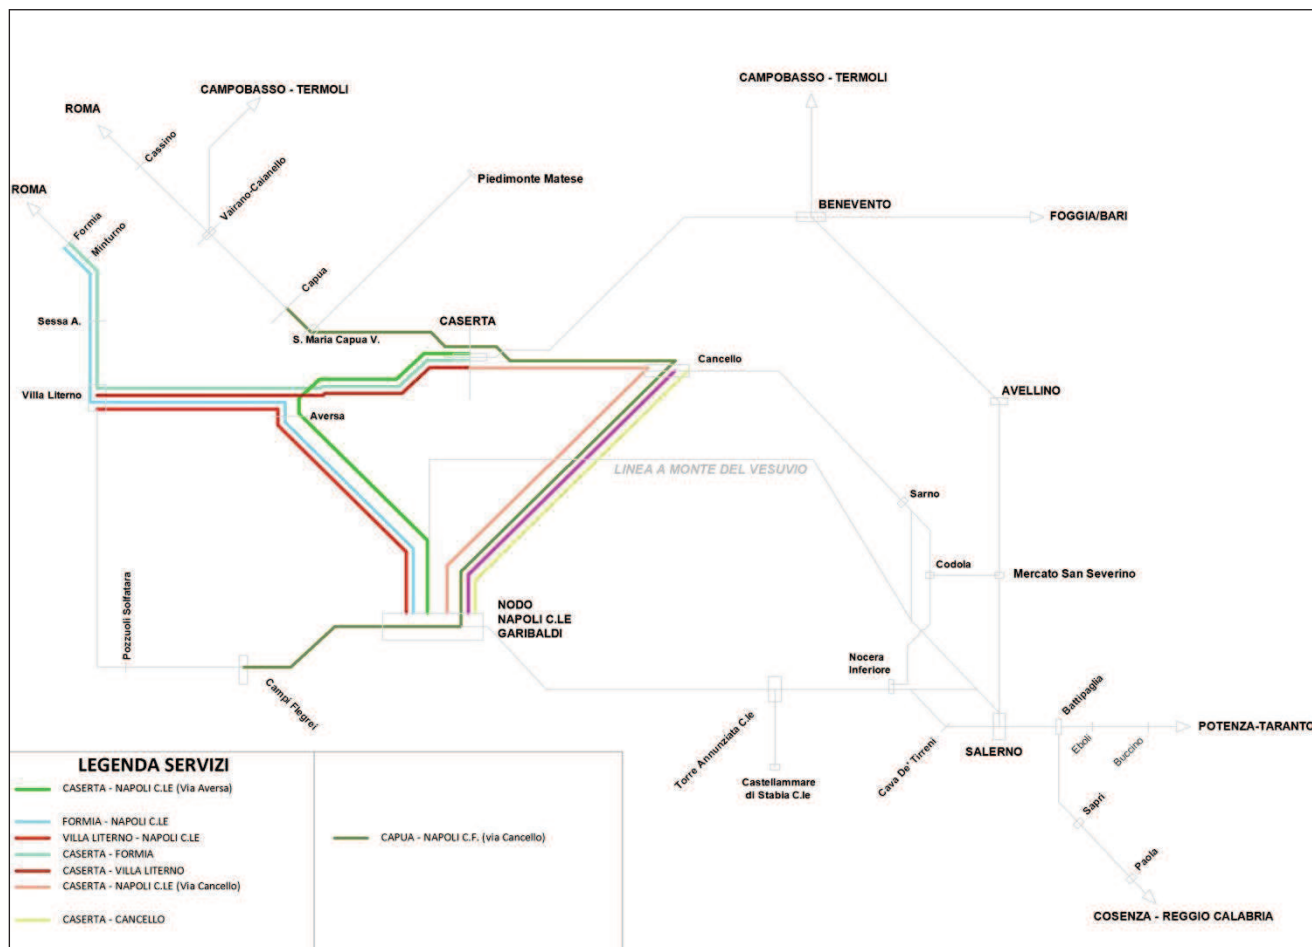 CAMPOBASSO - TERMOLI
CAMPOBASSO - TERMOLI
ROMA
Cassino
Vairano-Caianello
Piedimonte Matese
ROMA
Formia
Minturno
BENEVENTO
FOGGIA/BARI
Capua
Sessa A.
S. Maria Capua V.
CASERTA
Cancello
Villa Literno
Aversa
AVELLINO
LINEA A MONTE DEL VESUVIO
Sarno
Codola
Mercato San Severino
Pozzuoli Solfatara
NODO
NAPOLI C.LE
GARIBALDI
Campi Flegrei
Nocera
Inferiore
Torre Annunziata C.le
Castellammare
di Stabia C.le
Cava De' Tirreni
SALERNO
Battipaglia
Eboli
Buccino
POTENZA-TARANTO
Sapri
Paola
COSENZA - REGGIO CALABRIA
LEGENDA SERVIZI
CASERTA - NAPOLI C.LE (Via Aversa)
FORMIA - NAPOLI C.LE
VILLA LITERNO - NAPOLI C.LE
CASERTA - FORMIA
CASERTA - VILLA LITERNO
CASERTA - NAPOLI C.LE (Via Cancello)
CASERTA - CANCELLO
CAPUA - NAPOLI C.F. (via Cancello)